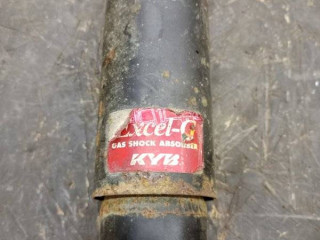 Excel-G
GAS SHOCK ABSORBER
KYB